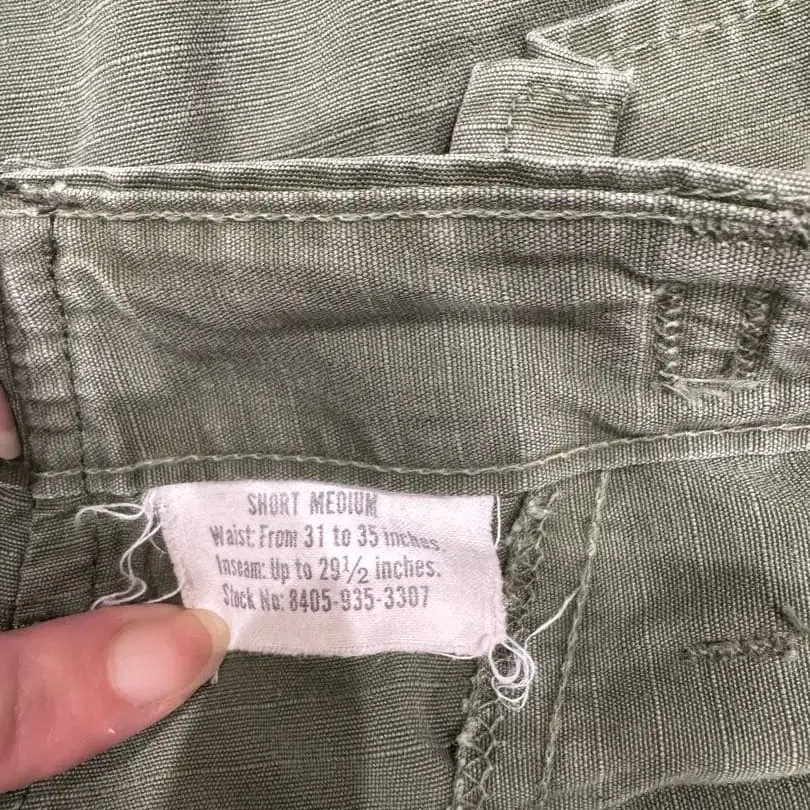 SHORT MEDIUM
Waist: From 31 to 35 inches.
Inseam: Up to 29½ inches.
Stock No: 8405-935-3307